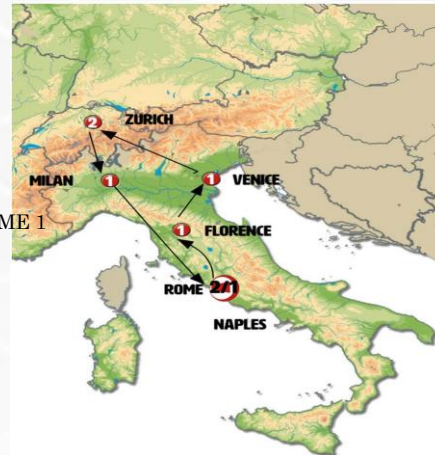 2 ZURICH
MILAN 1 1 VENICE
ME 1
1 FLORENCE
ROME 2/1
NAPLES